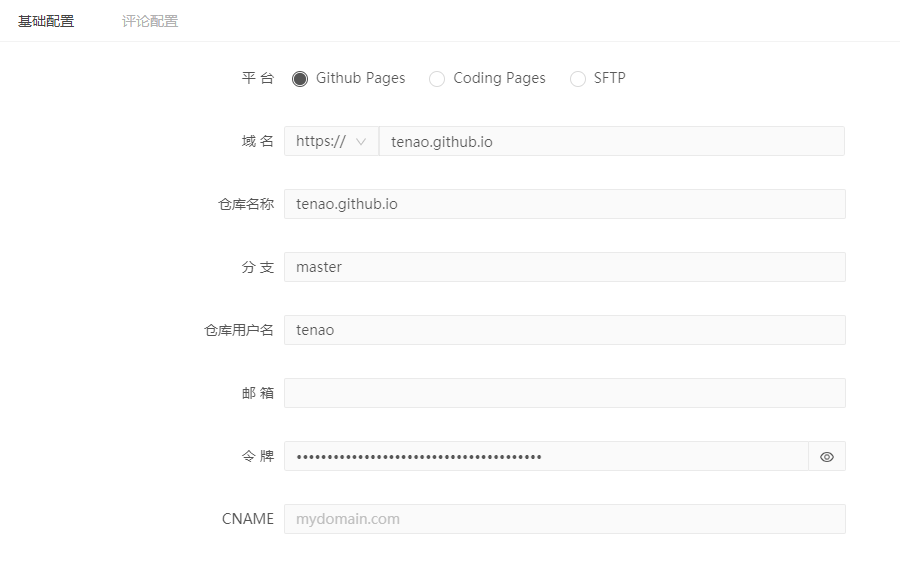 基础配置 评论配置
平 台 Github Pages Coding Pages SFTP
域 名 https:// tenao.github.io
仓库名称 tenao.github.io
分 支 master
仓库用户名 tenao
邮 箱
令 牌 ••••••••••••••••••••••••••••••••••••••••
CNAME mydomain.com